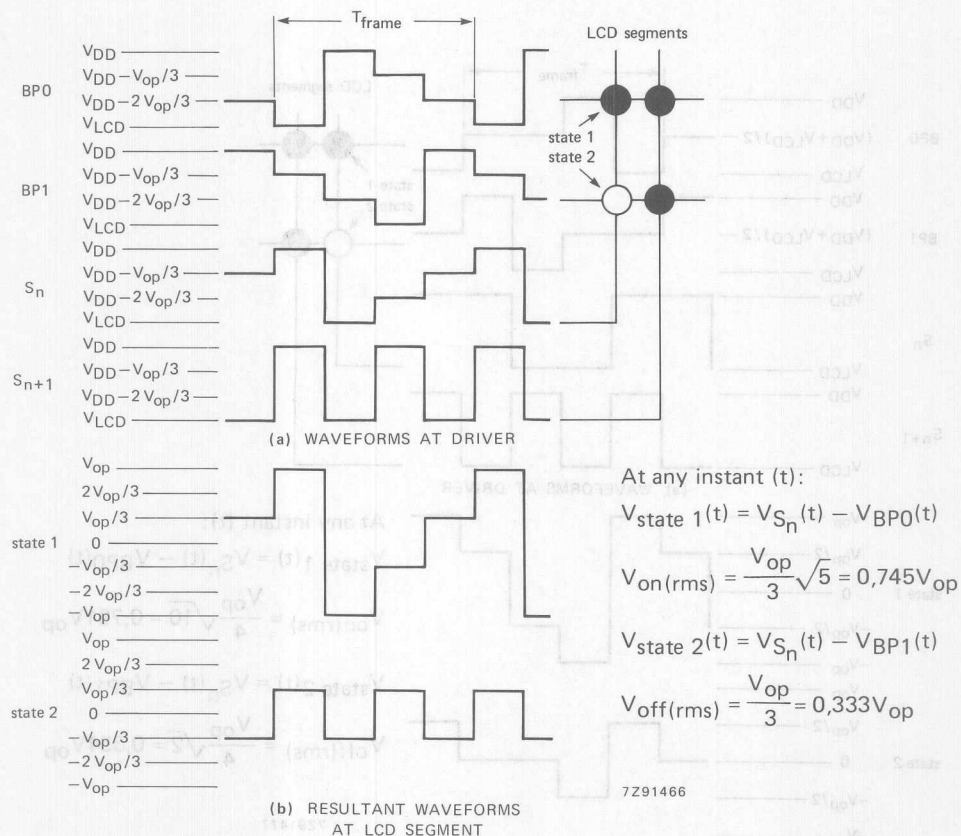 T_frame
LCD segments
BP0
V_DD
V_DD − V_op/3
V_DD − 2 V_op/3
V_LCD
state 1
state 2
BP1
V_DD
V_DD − V_op/3
V_DD − 2 V_op/3
V_LCD
S_n
V_DD
V_DD − V_op/3
V_DD − 2 V_op/3
V_LCD
S_n+1
V_DD
V_DD − V_op/3
V_DD − 2 V_op/3
V_LCD
(a) WAVEFORMS AT DRIVER
state 1
V_op
2 V_op/3
V_op/3
0
−V_op/3
−2 V_op/3
−V_op
state 2
V_op
2 V_op/3
V_op/3
0
−V_op/3
−2 V_op/3
−V_op
(b) RESULTANT WAVEFORMS
AT LCD SEGMENT
At any instant (t):
V_state 1(t) = V_Sn(t) − V_BP0(t)
V_on(rms) = V_op/3 √5 = 0,745V_op
V_state 2(t) = V_Sn(t) − V_BP1(t)
V_off(rms) = V_op/3 = 0,333V_op
7Z91466